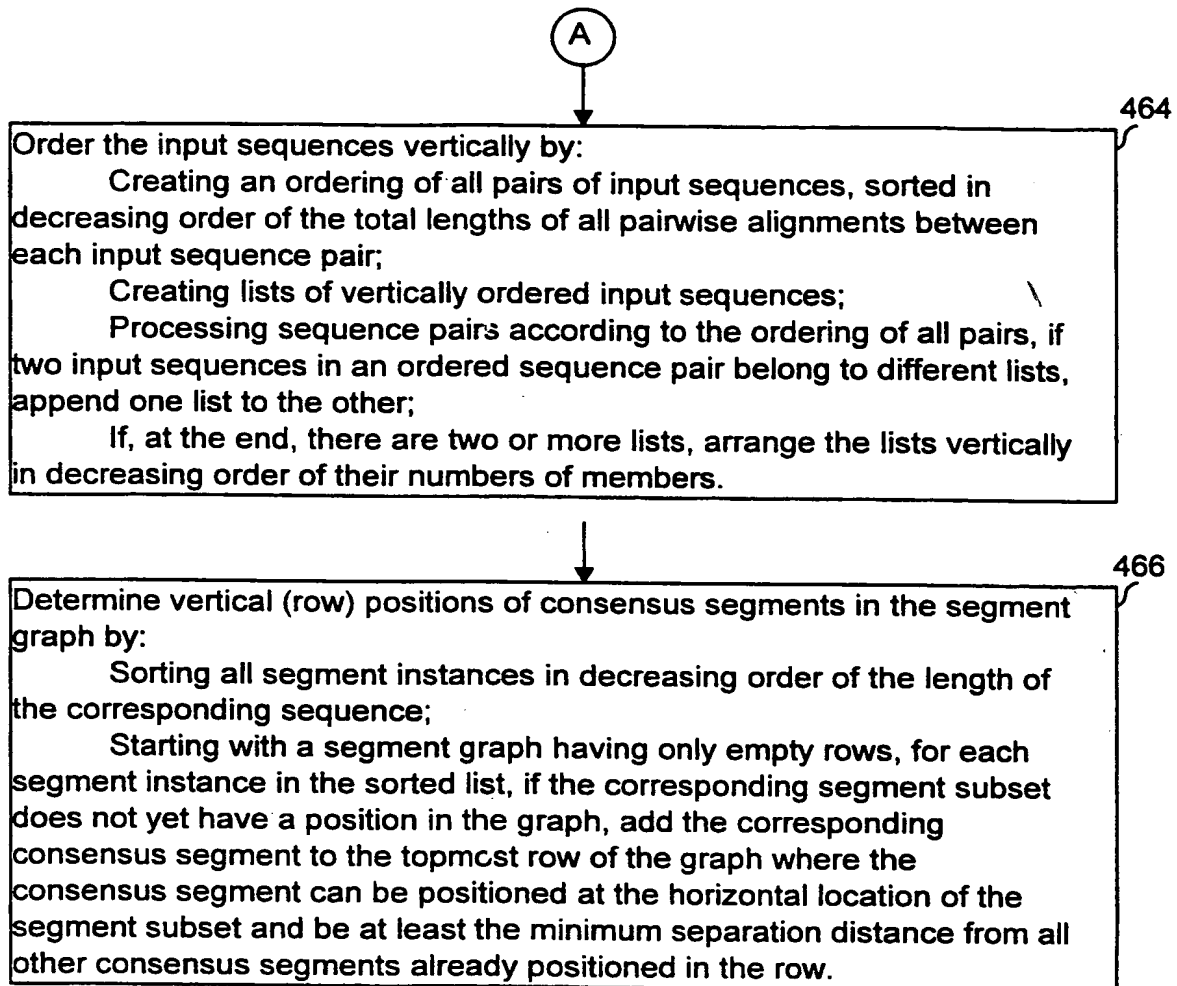 A
464
Order the input sequences vertically by:
Creating an ordering of all pairs of input sequences, sorted in
decreasing order of the total lengths of all pairwise alignments between
each input sequence pair;
Creating lists of vertically ordered input sequences;
Processing sequence pairs according to the ordering of all pairs, if
two input sequences in an ordered sequence pair belong to different lists,
append one list to the other;
If, at the end, there are two or more lists, arrange the lists vertically
in decreasing order of their numbers of members.
466
Determine vertical (row) positions of consensus segments in the segment
graph by:
Sorting all segment instances in decreasing order of the length of
the corresponding sequence;
Starting with a segment graph having only empty rows, for each
segment instance in the sorted list, if the corresponding segment subset
does not yet have a position in the graph, add the corresponding
consensus segment to the topmost row of the graph where the
consensus segment can be positioned at the horizontal location of the
segment subset and be at least the minimum separation distance from all
other consensus segments already positioned in the row.